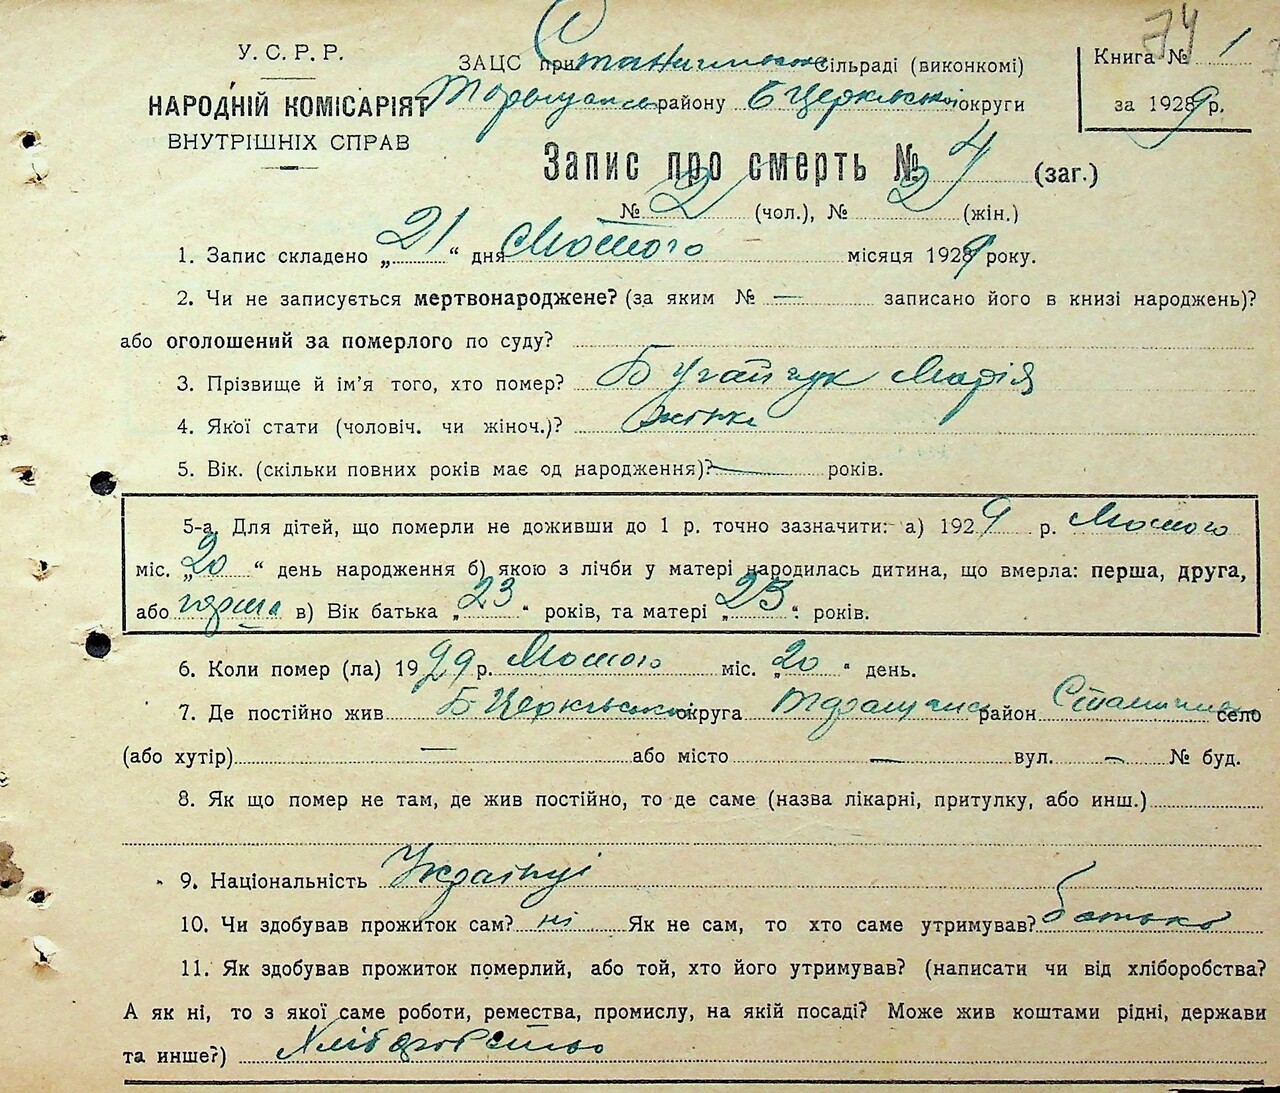 74
У. С. Р. Р.
НАРОДНІЙ КОМІСАРІЯТ
ВНУТРІШНІХ СПРАВ
ЗАЦС при сільраді (виконкомі)
Таращансь району БЦерківської округи
Книга № 1
за 1929 р.
Запис про смерть № 4 (заг.)
№ 2 (чол.), № 2 (жін.)
1. Запис складено „21“ дня Лютого місяця 1929 року.
2. Чи не записується мертвонароджене? (за яким № — записано його в книзі народжень)?
або оголошений за померлого по суду?
3. Прізвище й ім'я того, хто помер? Бугайчук Марія
4. Якої стати (чоловіч. чи жіноч.)? жінка
5. Вік. (скільки повних років має од народження)? — років.
5-а. Для дітей, що померли не доживши до 1 р. точно зазначити: а) 1929 р. Лютого
міс. „20“ день народження б) якою з лічби у матері народилась дитина, що вмерла: перша, друга,
або перша в) Вік батька „23“ років, та матері „23“ років.
6. Коли помер (ла) 1929 р. Лютого міс. „20“ день.
7. Де постійно жив БЦерківської округа Таращансь район село
(або хутір) — або місто — вул. — № буд.
8. Як що помер не там, де жив постійно, то де саме (назва лікарні, притулку, або инш.)
9. Національність Українці
10. Чи здобував прожиток сам? ні Як не сам, то хто саме утримував? батько
11. Як здобував прожиток померлий, або той, хто його утримував? (написати чи від хліборобства?
А як ні, то з якої саме роботи, ремества, промислу, на якій посаді? Може жив коштами рідні, держави
та инше?) Хліборобство